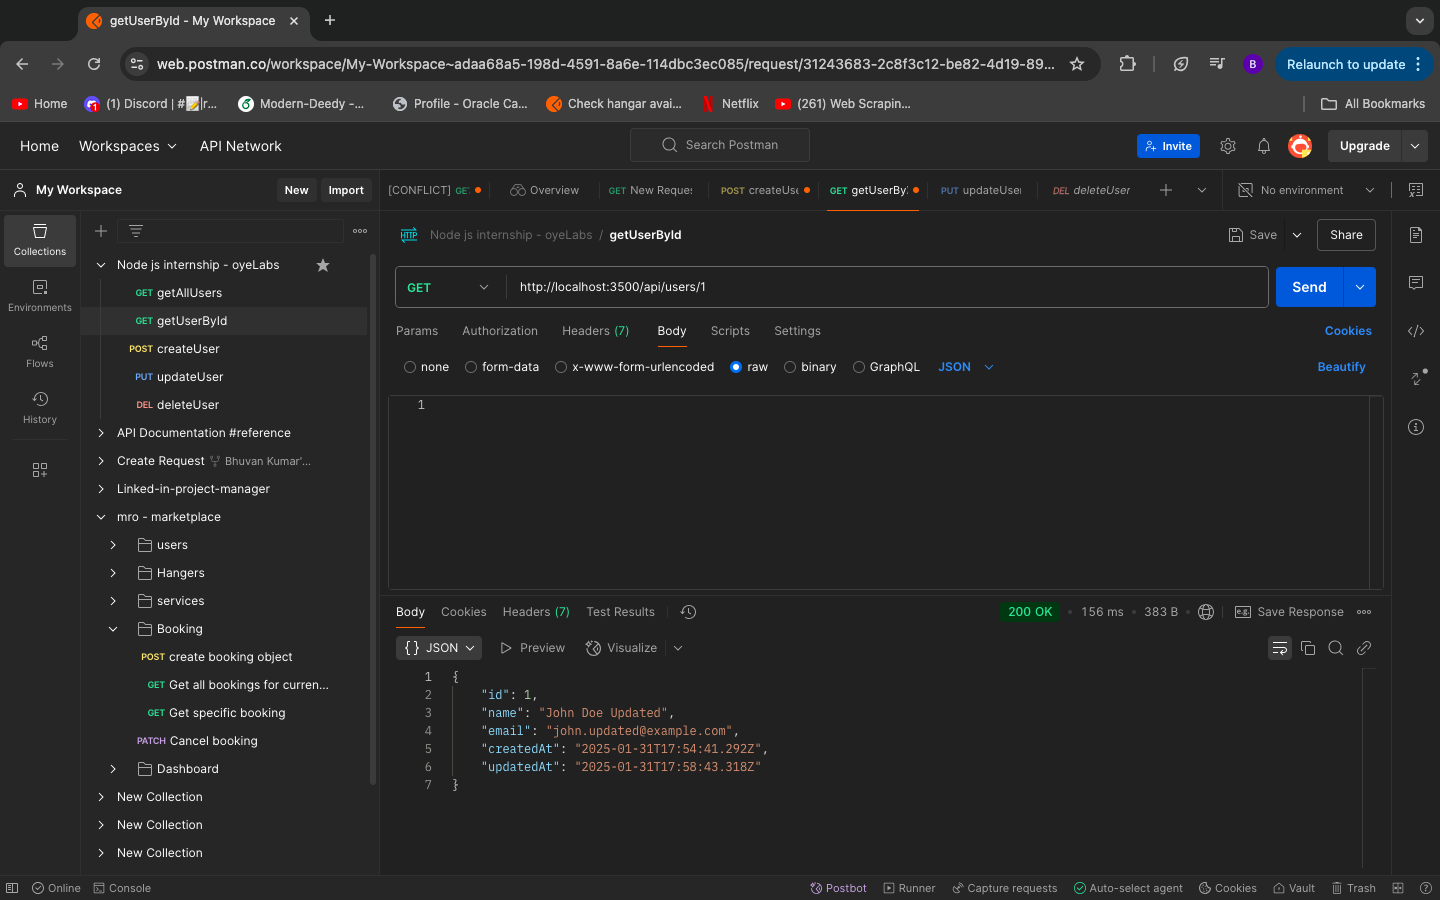 getUserById - My Workspace
web.postman.co/workspace/My-Workspace~adaa68a5-198d-4591-8a6e-114dbc3ec085/request/31243683-2c8f3c12-be82-4d19-89...
B
Relaunch to update
Home
(1) Discord | #📝|r...
Modern-Deedy -...
Profile - Oracle Ca...
Check hangar avai...
Netflix
(261) Web Scrapin...
All Bookmarks
Home
Workspaces
API Network
Search Postman
Invite
Upgrade
My Workspace
New
Import
[CONFLICT] GE
Overview
GET New Reques
POST createUse
GET getUserByI
PUT updateUser
DEL deleteUser
No environment
Collections
Environments
Flows
History
Node js internship - oyeLabs
GET getAllUsers
GET getUserById
POST createUser
PUT updateUser
DEL deleteUser
API Documentation #reference
Create Request Bhuvan Kumar'...
Linked-in-project-manager
mro - marketplace
users
Hangers
services
Booking
POST create booking object
GET Get all bookings for curren...
GET Get specific booking
PATCH Cancel booking
Dashboard
New Collection
New Collection
New Collection
HTTP Node js internship - oyeLabs / getUserById
Save
Share
GET
http://localhost:3500/api/users/1
Send
Params
Authorization
Headers (7)
Body
Scripts
Settings
Cookies
none
form-data
x-www-form-urlencoded
raw
binary
GraphQL
JSON
Beautify
1
Body
Cookies
Headers (7)
Test Results
200 OK
156 ms
383 B
e.g. Save Response
{} JSON
Preview
Visualize
1 {
2 "id": 1,
3 "name": "John Doe Updated",
4 "email": "john.updated@example.com",
5 "createdAt": "2025-01-31T17:54:41.292Z",
6 "updatedAt": "2025-01-31T17:58:43.318Z"
7 }
Online
Console
Postbot
Runner
Capture requests
Auto-select agent
Cookies
Vault
Trash